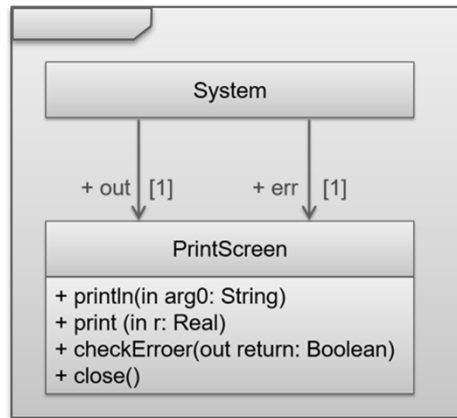 System
+ out [1] + err [1]
PrintScreen
+ println(in arg0: String)
+ print (in r: Real)
+ checkErroer(out return: Boolean)
+ close()